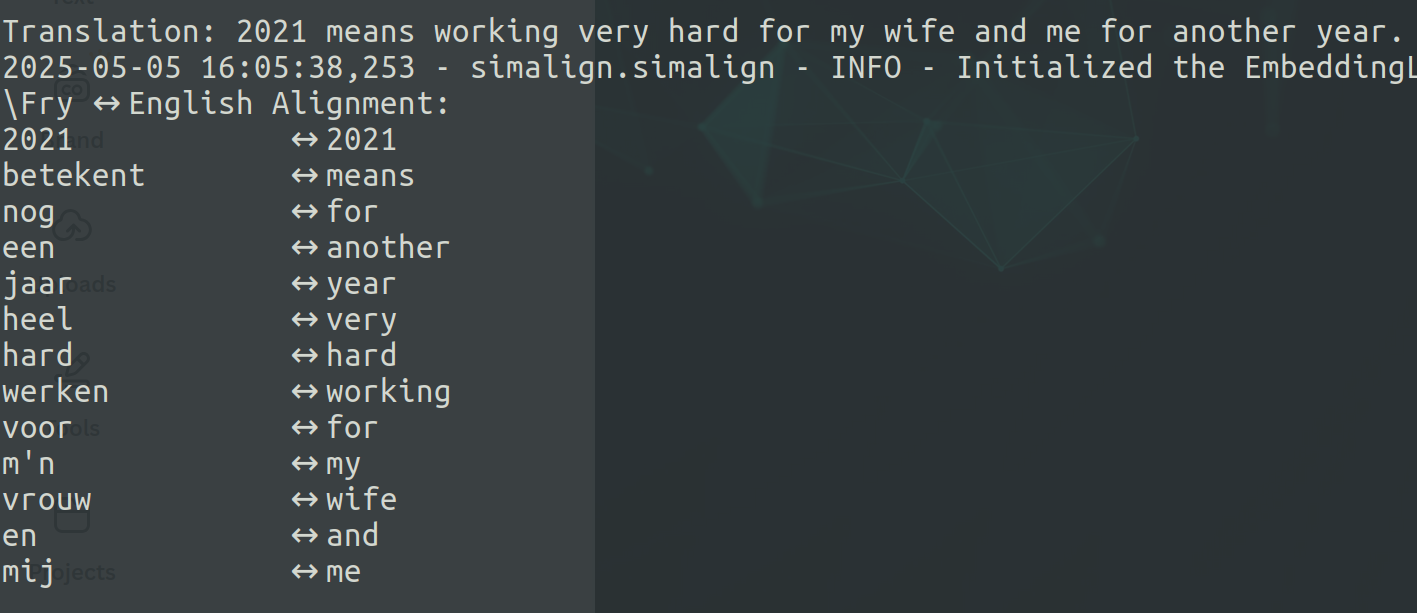 Translation: 2021 means working very hard for my wife and me for another year.
2025-05-05 16:05:38,253 - simalign.simalign - INFO - Initialized the EmbeddingL
\Fry ↔ English Alignment:
2021 ↔ 2021
betekent ↔ means
nog ↔ for
een ↔ another
jaar ↔ year
heel ↔ very
hard ↔ hard
werken ↔ working
voor ↔ for
m'n ↔ my
vrouw ↔ wife
en ↔ and
mij ↔ me
Projects